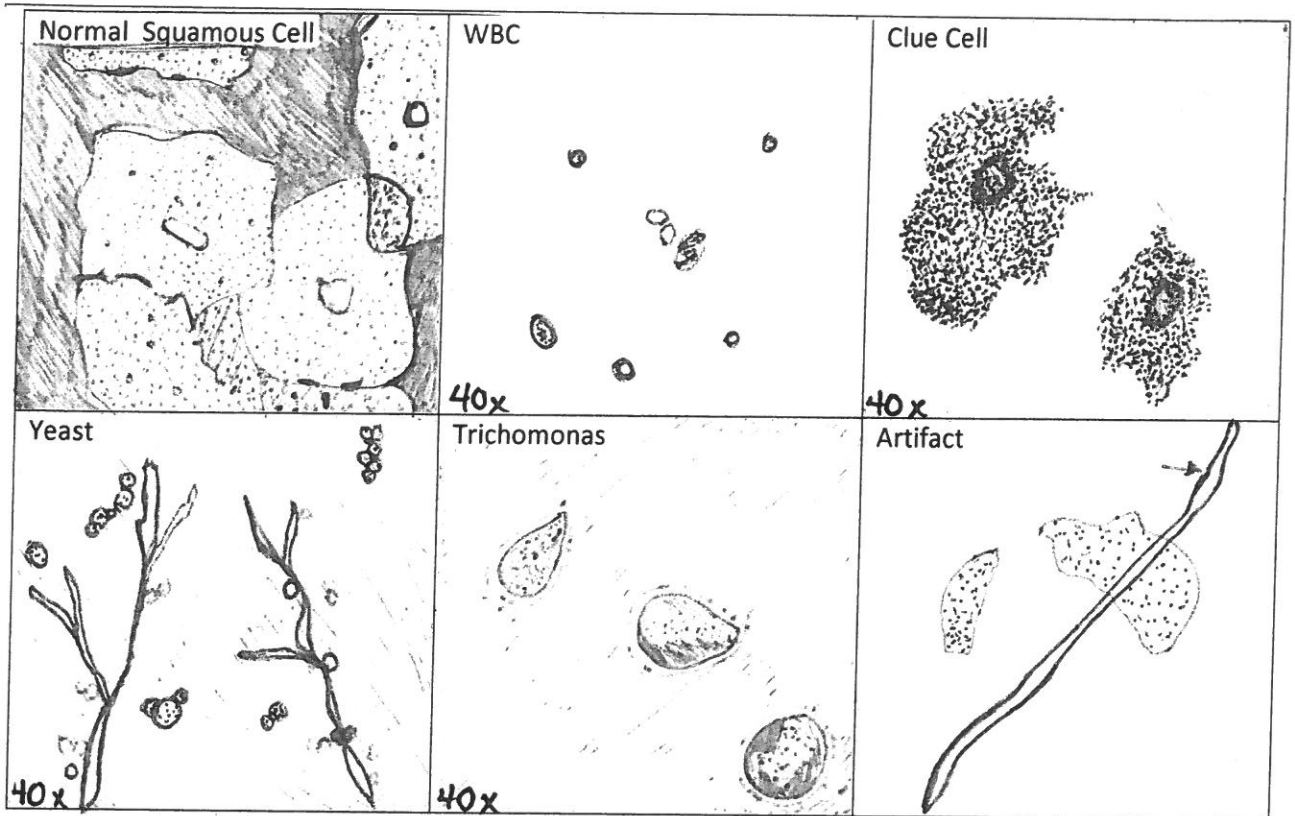 Normal Squamous Cell
WBC
Clue Cell
40x
40x
Yeast
Trichomonas
Artifact
40x
40x